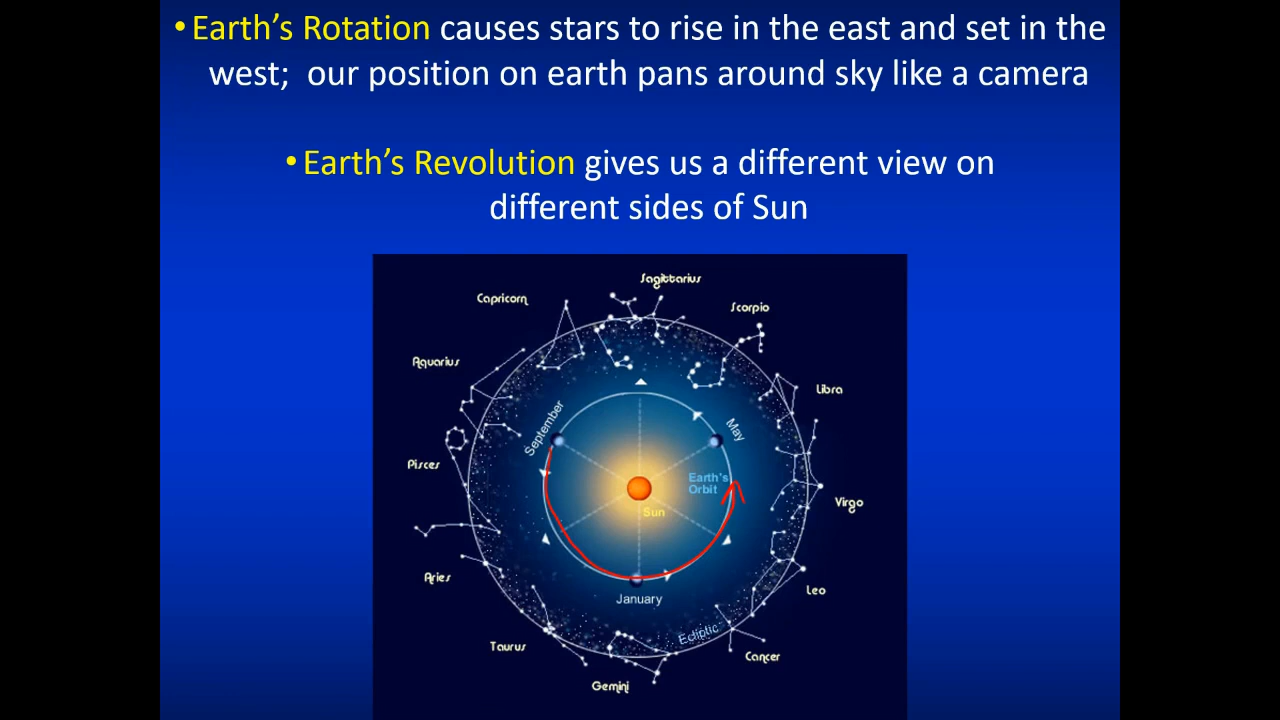 • Earth’s Rotation causes stars to rise in the east and set in the
west;  our position on earth pans around sky like a camera
• Earth’s Revolution gives us a different view on
different sides of Sun
Sagittarius
Capricorn
Scorpio
Aquarius
Libra
September
May
Pisces
Earth's
Orbit
Virgo
Sun
Aries
Leo
January
Ecliptic
Taurus
Cancer
Gemini